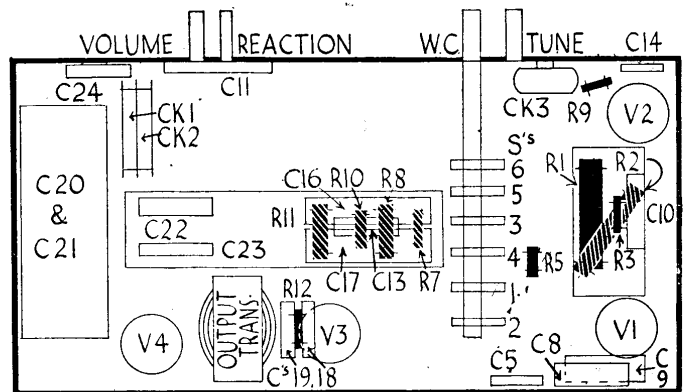 VOLUME REACTION W.C. TUNE C14
C24 C11 CK3 R9 V2
CK1
CK2
S's
6
5
3
4
1
2
C20
&
C21
C22
C23
R11 C16 R10 R8
C17 C13 R7
R1 R2
C10
R5 R3
V4
OUTPUT
TRANS-
R12
V3
C's 19,18
V1
C5 C8 C
9